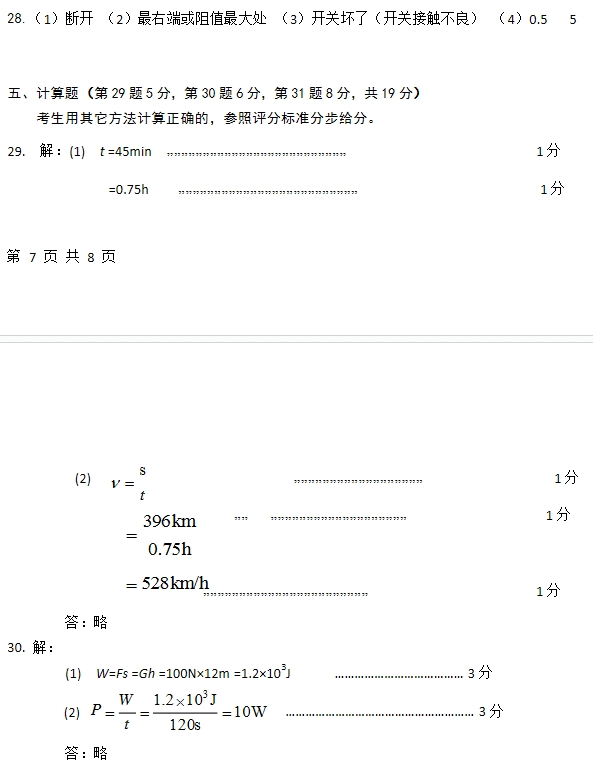 28.（1）断开 （2）最右端或阻值最大处 （3）开关坏了（开关接触不良） （4）0.5 5
五、计算题（第29题5分，第30题6分，第31题8分，共19分）
考生用其它方法计算正确的，参照评分标准分步给分。
29. 解：(1) t =45min ,,,,,,,,,,,,,,,,,,,,,,,,,,,,,,,,,,,,,,,,,,,,,,,,,, 1分
=0.75h ,,,,,,,,,,,,,,,,,,,,,,,,,,,,,,,,,,,,,,,,,,,,,,,,,, 1分
第 7 页 共 8 页
(2) v = s/t ,,,,,,,,,,,,,,,,,,,,,,,,,,,,,,,,,,,, 1分
= 396km/0.75h ,,,, ,,,,,,,,,,,,,,,,,,,,,,,,,,,,,,,,,,,,,, 1分
= 528km/h ,,,,,,,,,,,,,,,,,,,,,,,,,,,,,,,,,,,,,,,,,,,,,, 1分
答：略
30. 解：
(1) W=Fs =Gh =100N×12m =1.2×10³J ………………………………… 3分
(2) P = W/t = 1.2×10³J/120s = 10W ………………………………………………… 3分
答：略